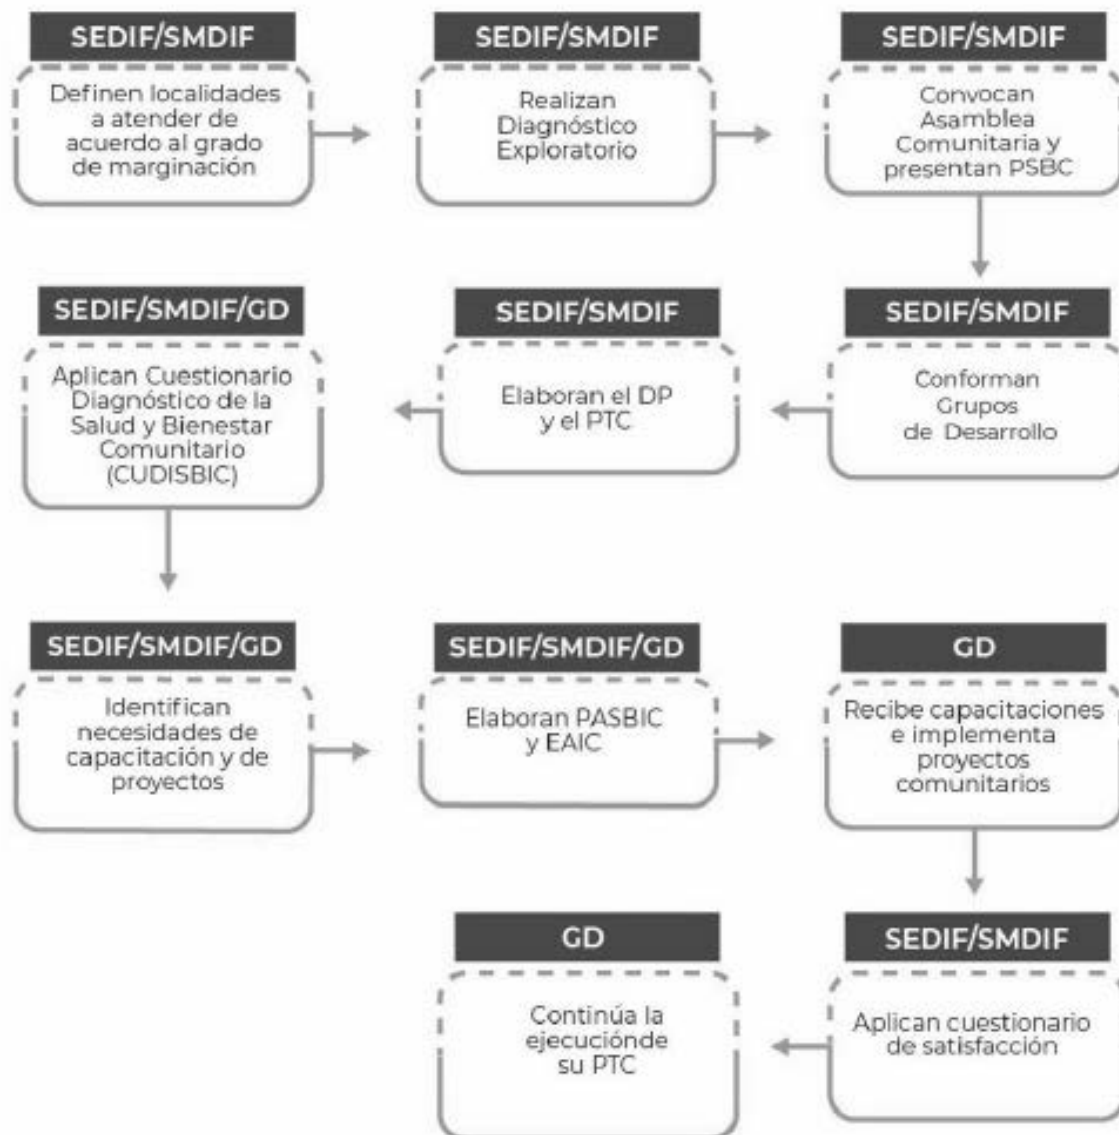 SEDIF/SMDIF
Definen localidades
a atender de
acuerdo al grado
de marginación
SEDIF/SMDIF
Realizan
Diagnóstico
Exploratorio
SEDIF/SMDIF
Convocan
Asamblea
Comunitaria y
presentan PSBC
SEDIF/SMDIF
Conforman
Grupos
de Desarrollo
SEDIF/SMDIF
Elaboran el DP
y el PTC
SEDIF/SMDIF/GD
Aplican Cuestionario
Diagnóstico de la
Salud y Bienestar
Comunitario
(CUDISBIC)
SEDIF/SMDIF/GD
Identifican
necesidades de
capacitación y de
proyectos
SEDIF/SMDIF/GD
Elaboran PASBIC
y EAIC
GD
Recibe capacitaciones
e implementa
proyectos
comunitarios
SEDIF/SMDIF
Aplican cuestionario
de satisfacción
GD
Continúa la
ejecuciónde
su PTC